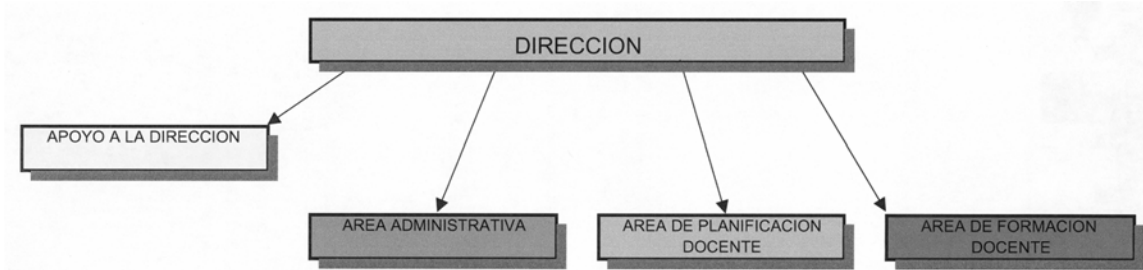 DIRECCION
APOYO A LA DIRECCION
AREA ADMINISTRATIVA
AREA DE PLANIFICACION
DOCENTE
AREA DE FORMACION
DOCENTE